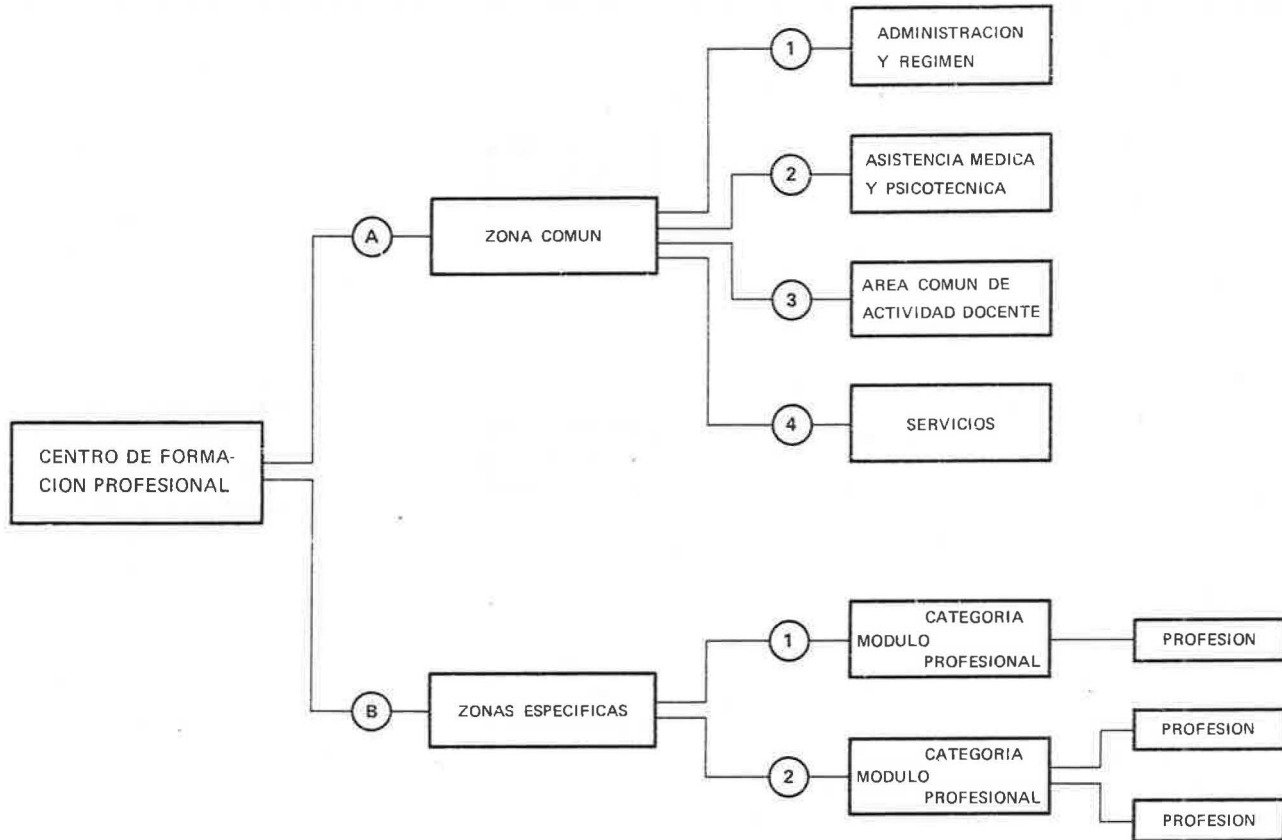 1
ADMINISTRACION
Y REGIMEN
2
ASISTENCIA MEDICA
Y PSICOTECNICA
A
ZONA COMUN
3
AREA COMUN DE
ACTIVIDAD DOCENTE
4
SERVICIOS
CENTRO DE FORMA-
CION PROFESIONAL
B
ZONAS ESPECIFICAS
1
CATEGORIA
MODULO
PROFESIONAL
PROFESION
2
CATEGORIA
MODULO
PROFESIONAL
PROFESION
PROFESION